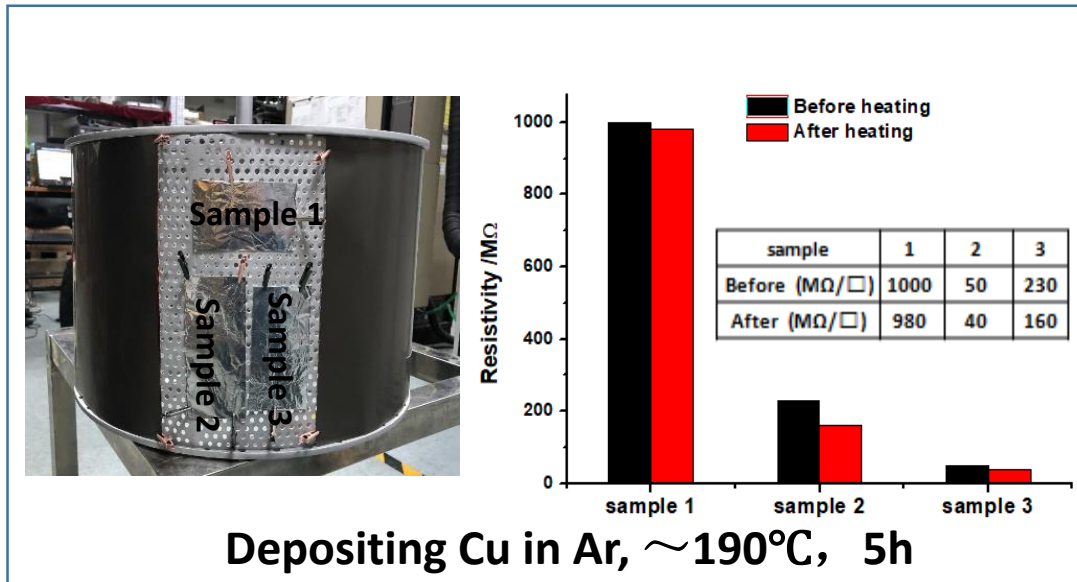 Sample 1
Sample 2
Sample 3
Before heating
After heating
Resistivity /MΩ
1000
800
600
400
200
0
sample 1 sample 2 sample 3
sample 1 2 3
Before (MΩ/□) 1000 50 230
After (MΩ/□) 980 40 160
Depositing Cu in Ar, ～190℃, 5h